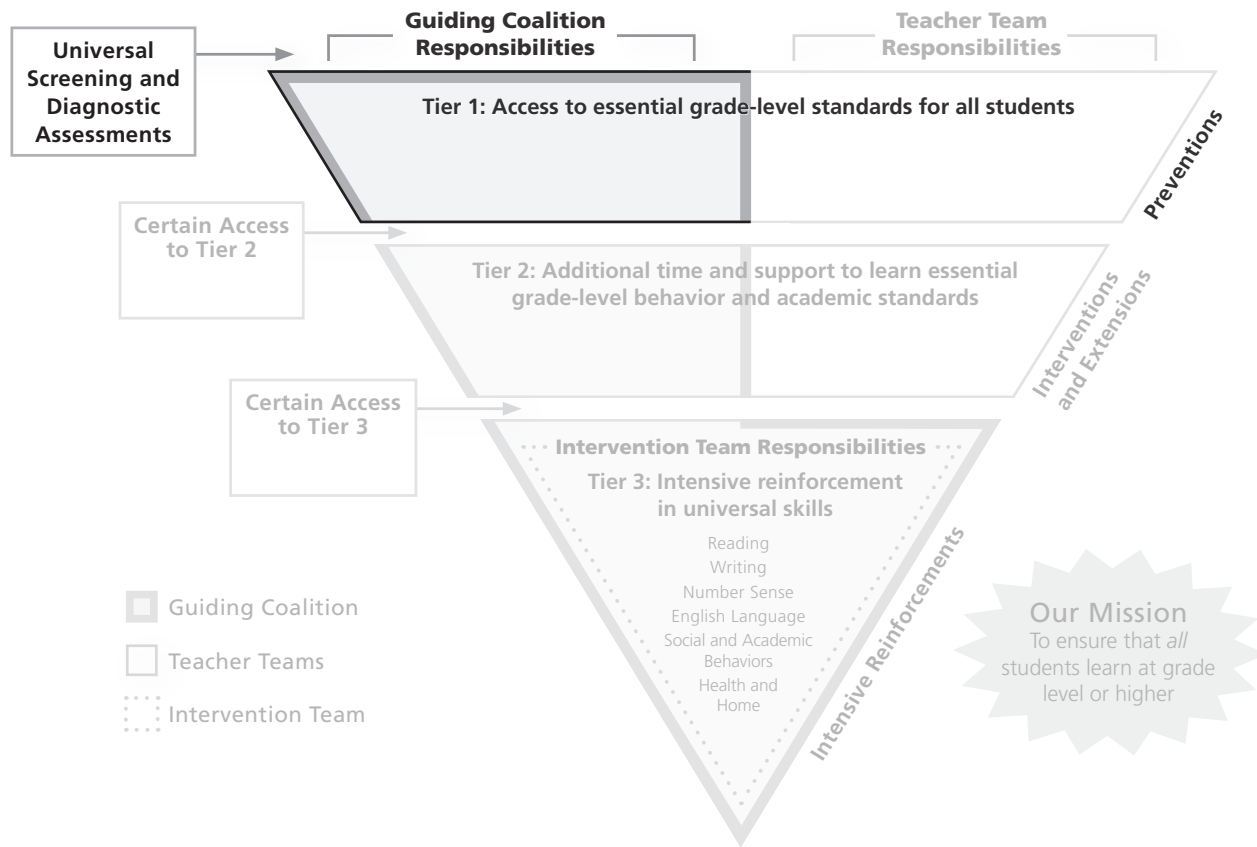 Guiding Coalition
Responsibilities
Teacher Team
Responsibilities
Universal
Screening and
Diagnostic
Assessments
Tier 1: Access to essential grade-level standards for all students
Preventions
Certain Access
to Tier 2
Tier 2: Additional time and support to learn essential
grade-level behavior and academic standards
Interventions
and Extensions
Certain Access
to Tier 3
Intervention Team Responsibilities
Tier 3: Intensive reinforcement
in universal skills
Reading
Writing
Number Sense
English Language
Social and Academic
Behaviors
Health and
Home
Intensive Reinforcements
Guiding Coalition
Teacher Teams
Intervention Team
Our Mission
To ensure that all
students learn at grade
level or higher